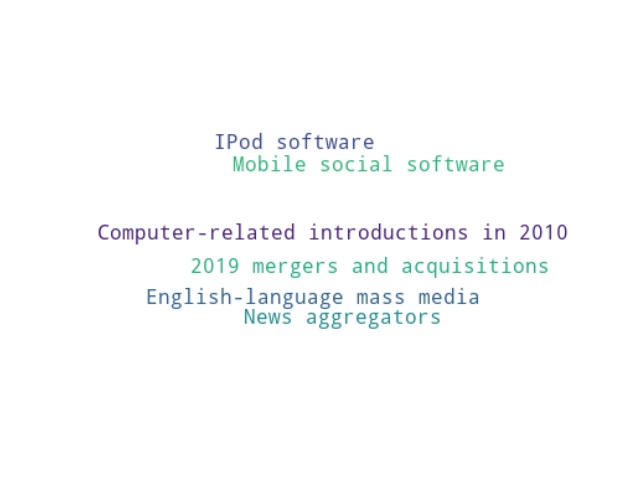 IPod software
Mobile social software
Computer-related introductions in 2010
2019 mergers and acquisitions
English-language mass media
News aggregators